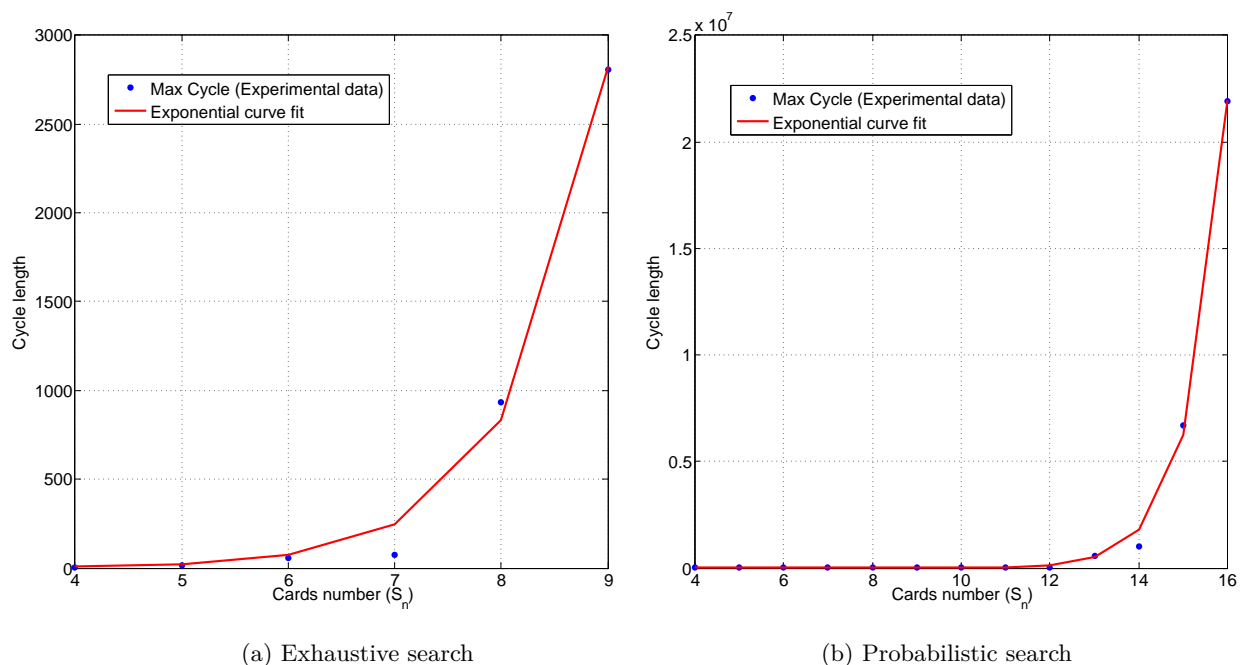 3000
2500
2000
1500
1000
500
0
4
5
6
7
8
9
Cycle length
Cards number (S_n)
Max Cycle (Experimental data)
Exponential curve fit
(a) Exhaustive search
x 10^7
2.5
2
1.5
1
0.5
0
4
6
8
10
12
14
16
Cycle length
Cards number (S_n)
Max Cycle (Experimental data)
Exponential curve fit
(b) Probabilistic search